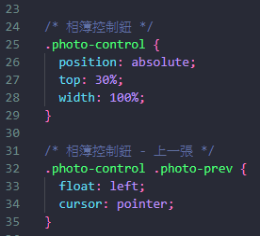 23
24 /* 相簿控制鈕 */
25 .photo-control {
26 position: absolute;
27 top: 30%;
28 width: 100%;
29 }
30
31 /* 相簿控制鈕 - 上一張 */
32 .photo-control .photo-prev {
33 float: left;
34 cursor: pointer;
35 }